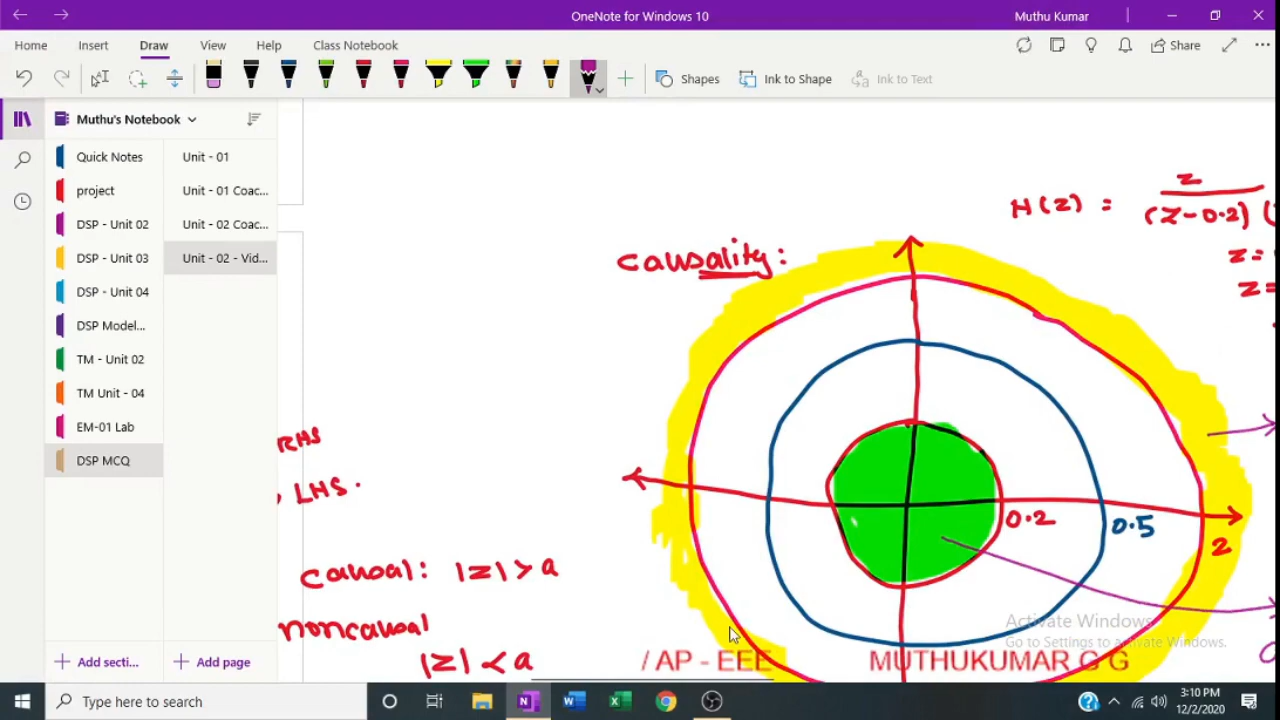 OneNote for Windows 10
Muthu Kumar
Home Insert Draw View Help Class Notebook
Share
Shapes
Ink to Shape
Ink to Text
Muthu's Notebook
Quick Notes
project
DSP - Unit 02
DSP - Unit 03
DSP - Unit 04
DSP Model...
TM - Unit 02
TM Unit - 04
EM-01 Lab
DSP MCQ
Add secti...
Unit - 01
Unit - 01 Coac...
Unit - 02 Coac...
Unit - 02 - Vid...
Add page
H(z) = z
(z-0.2) (
z=
z=
causality:
RHS
LHS.
0.2
0.5
2
causal: |z| > a
noncausal
|z| < a
Activate Windows
Go to Settings to activate Windows.
/ AP - EEE MUTHUKUMAR G G
Type here to search
3:10 PM
12/2/2020